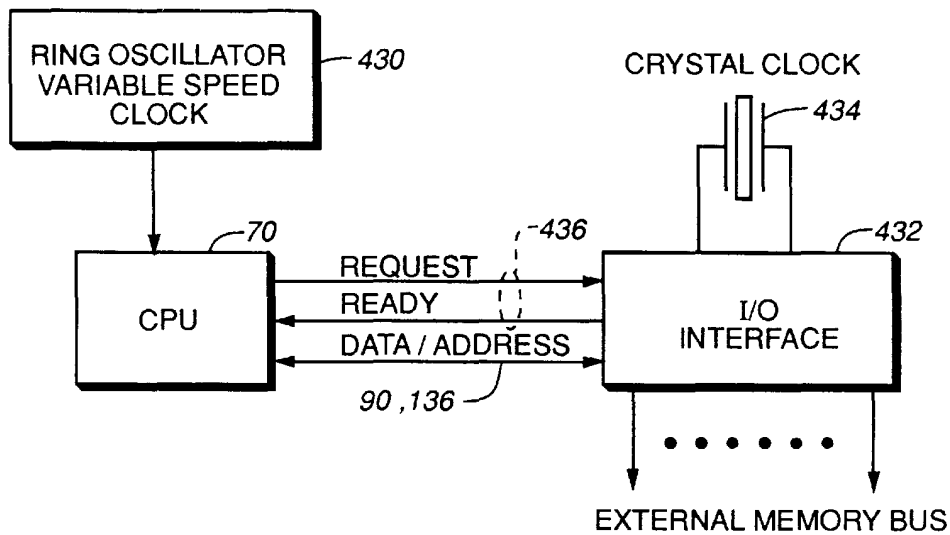 RING OSCILLATOR
VARIABLE SPEED
CLOCK
430
CRYSTAL CLOCK
434
70
CPU
436
REQUEST
READY
DATA / ADDRESS
90 ,136
432
I/O
INTERFACE
EXTERNAL MEMORY BUS